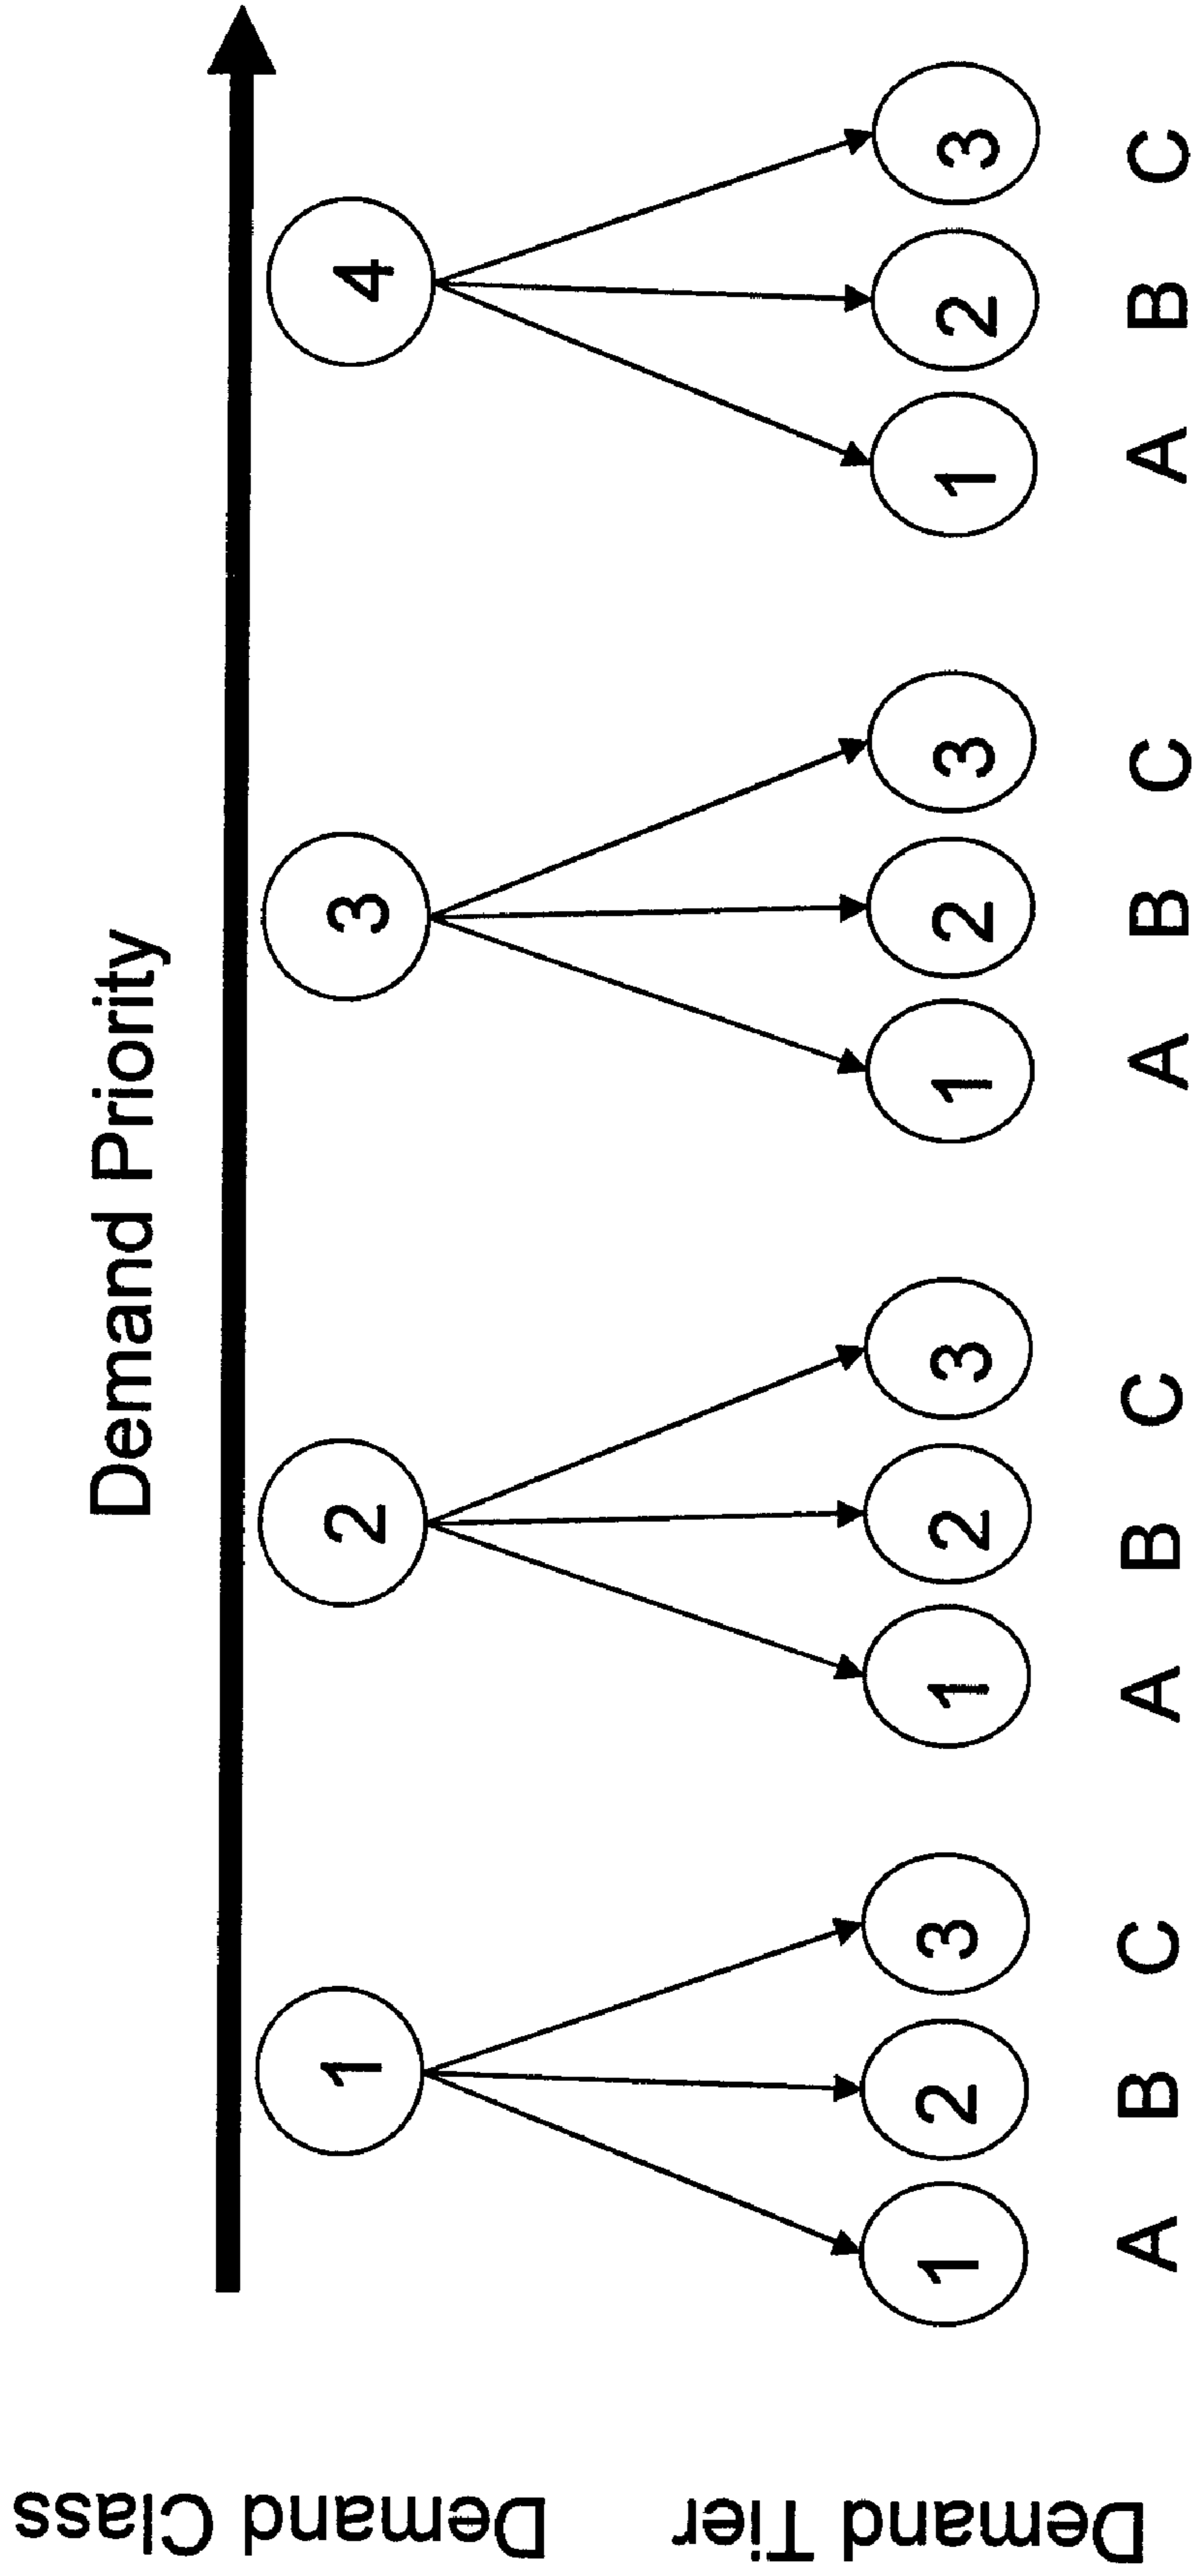 Demand Priority
Demand Class
1 2 3 4
Demand Tier
1 2 3 1 2 3 1 2 3 1 2 3
A B C A B C A B C A B C